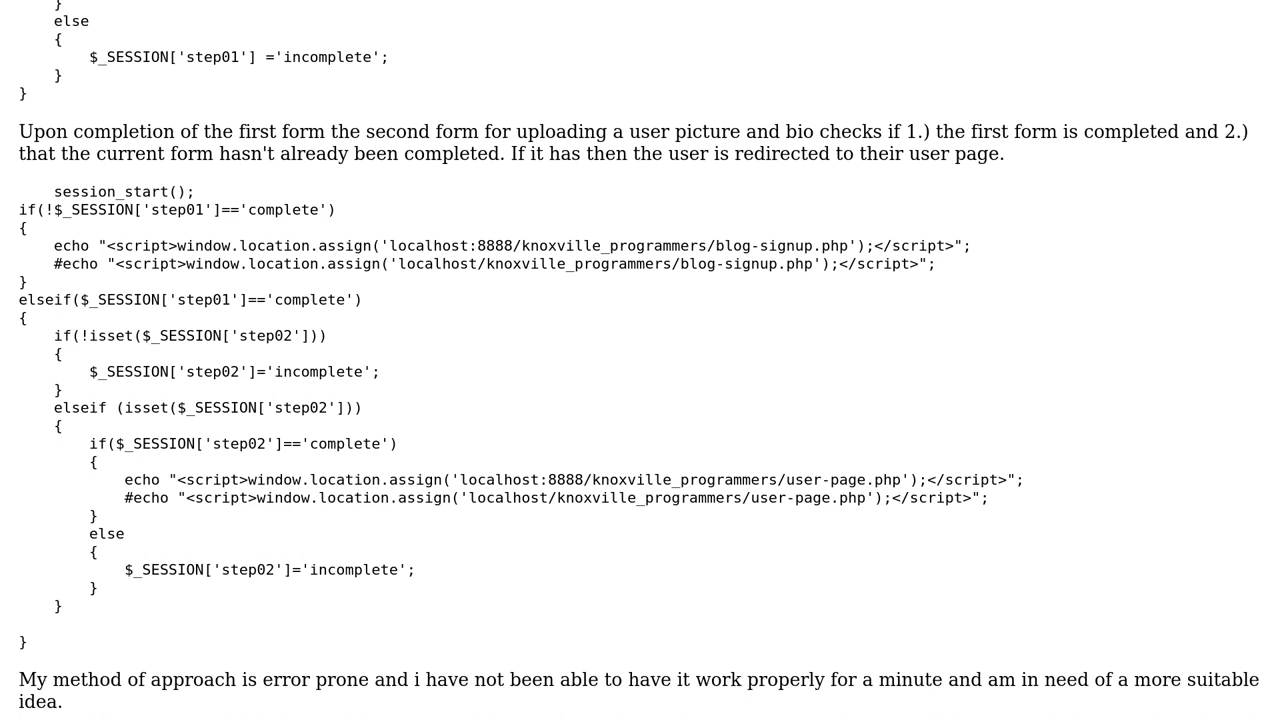 }
    else
    {
        $_SESSION['step01'] ='incomplete';
    }
}
Upon completion of the first form the second form for uploading a user picture and bio checks if 1.) the first form is completed and 2.)
that the current form hasn't already been completed. If it has then the user is redirected to their user page.
    session_start();
if(!$_SESSION['step01']=='complete')
{
    echo "<script>window.location.assign('localhost:8888/knoxville_programmers/blog-signup.php');</script>";
    #echo "<script>window.location.assign('localhost/knoxville_programmers/blog-signup.php');</script>";
}
elseif($_SESSION['step01']=='complete')
{
    if(!isset($_SESSION['step02']))
    {
        $_SESSION['step02']='incomplete';
    }
    elseif (isset($_SESSION['step02']))
    {
        if($_SESSION['step02']=='complete')
        {
            echo "<script>window.location.assign('localhost:8888/knoxville_programmers/user-page.php');</script>";
            #echo "<script>window.location.assign('localhost/knoxville_programmers/user-page.php');</script>";
        }
        else
        {
            $_SESSION['step02']='incomplete';
        }
    }
}
My method of approach is error prone and i have not been able to have it work properly for a minute and am in need of a more suitable
idea.